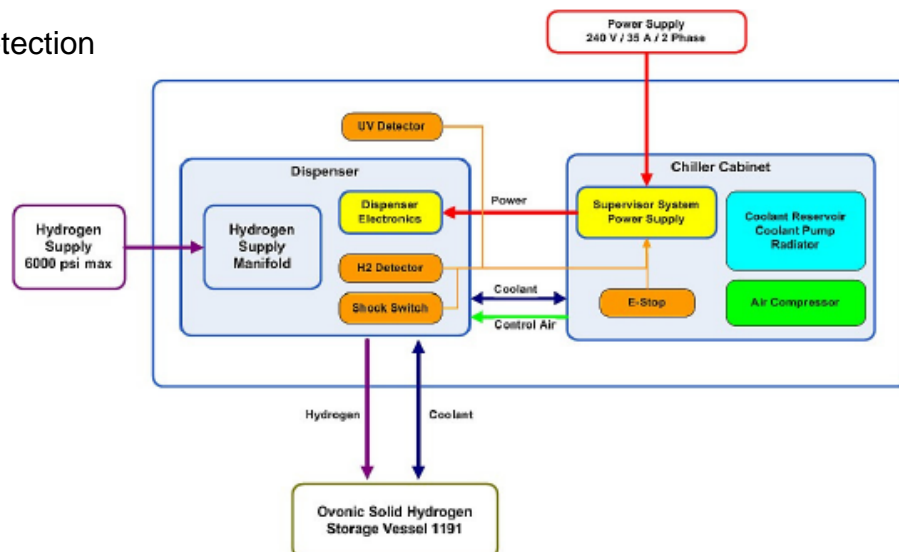 tection
Power Supply
240 V / 35 A / 2 Phase
UV Detector
Dispenser
Chiller Cabinet
Hydrogen
Supply
6000 psi max
Hydrogen
Supply
Manifold
Dispenser
Electronics
Power
Supervisor System
Power Supply
Coolant Reservoir
Coolant Pump
Radiator
H2 Detector
Shock Switch
Coolant
Control Air
E-Stop
Air Compressor
Hydrogen
Coolant
Ovonic Solid Hydrogen
Storage Vessel 1191